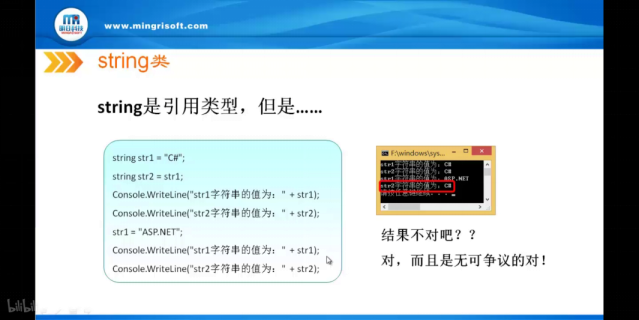 明日科技
www.mingrisoft.com
string类
string是引用类型，但是……
string str1 = "C#";
string str2 = str1;
Console.WriteLine("str1字符串的值为：" + str1);
Console.WriteLine("str2字符串的值为：" + str2);
str1 = "ASP.NET";
Console.WriteLine("str1字符串的值为：" + str1);
Console.WriteLine("str2字符串的值为：" + str2);
F:\windows\sys...
str1字符串的值为：C#
str2字符串的值为：C#
str1字符串的值为：ASP.NET
str2字符串的值为：C#
结果不对吧？？
对，而且是无可争议的对！
bilibili